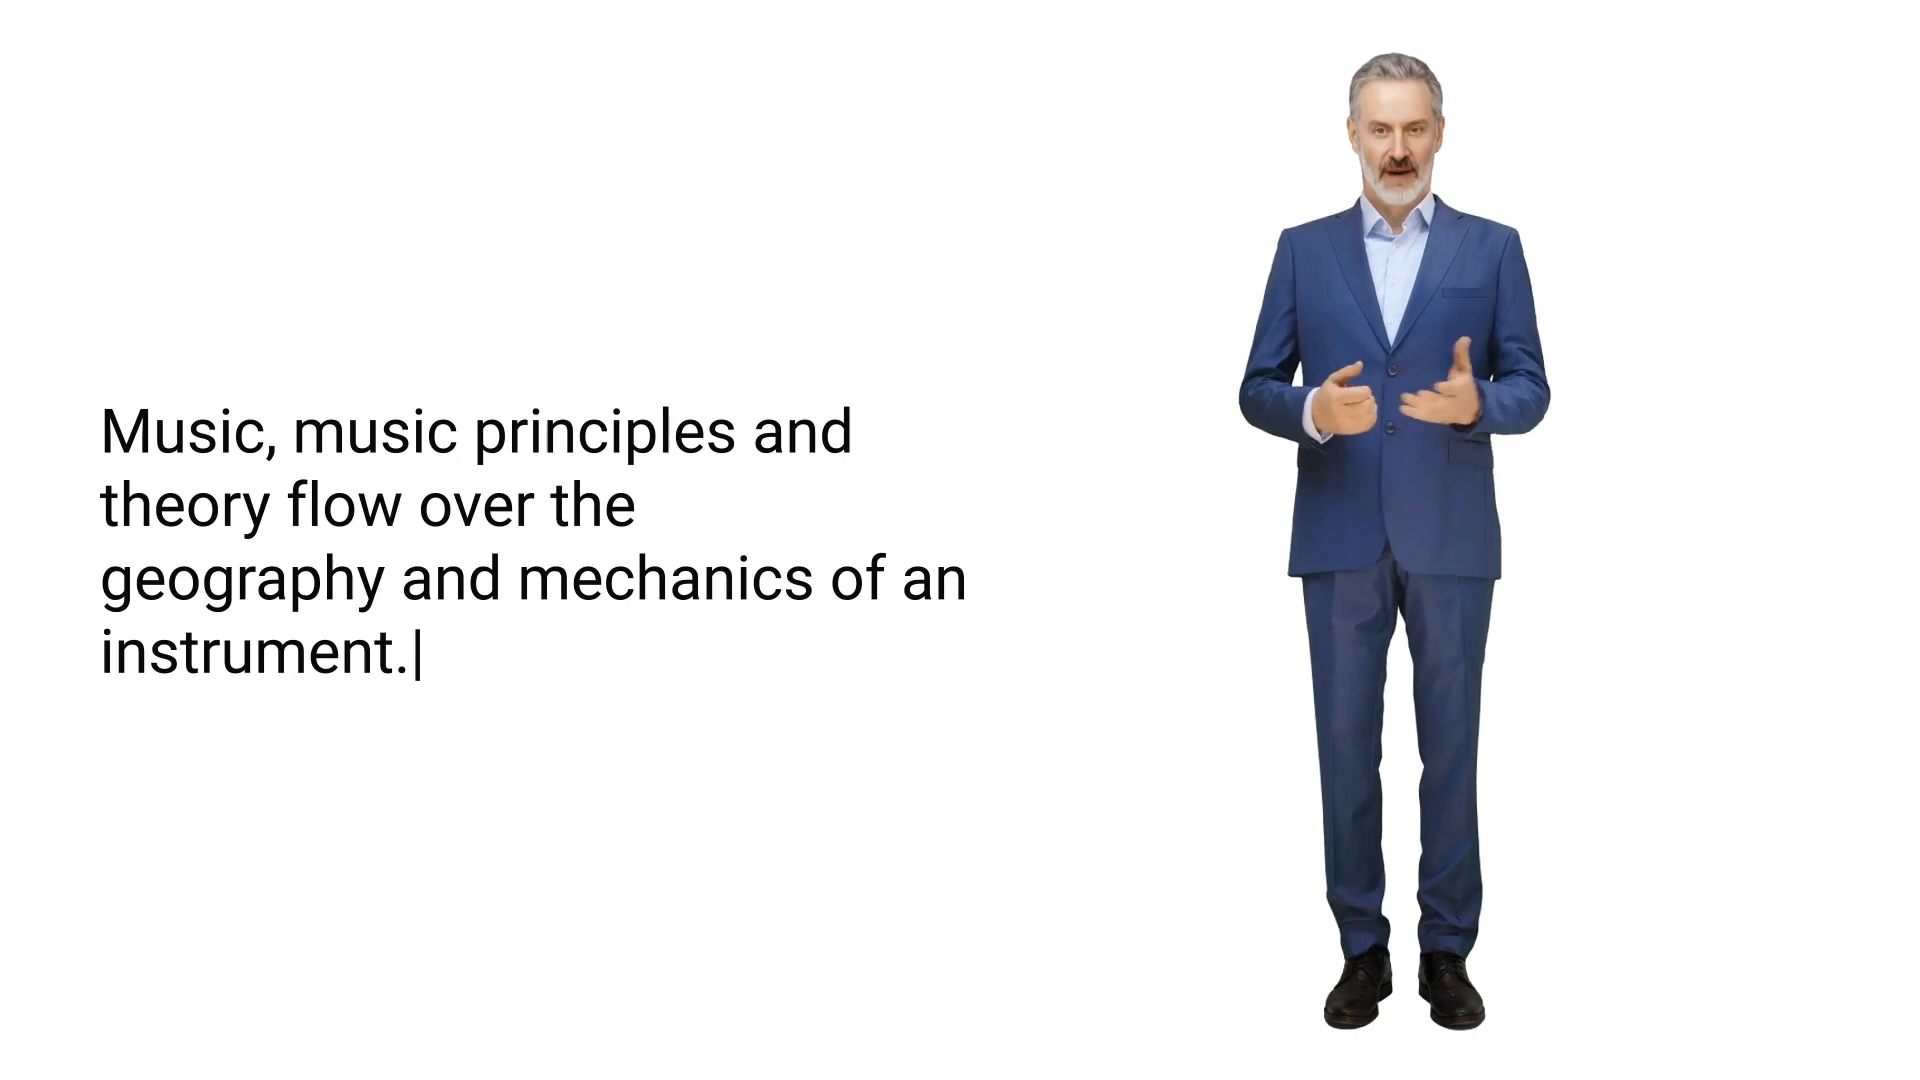 Music, music principles and
theory flow over the
geography and mechanics of an
instrument.|